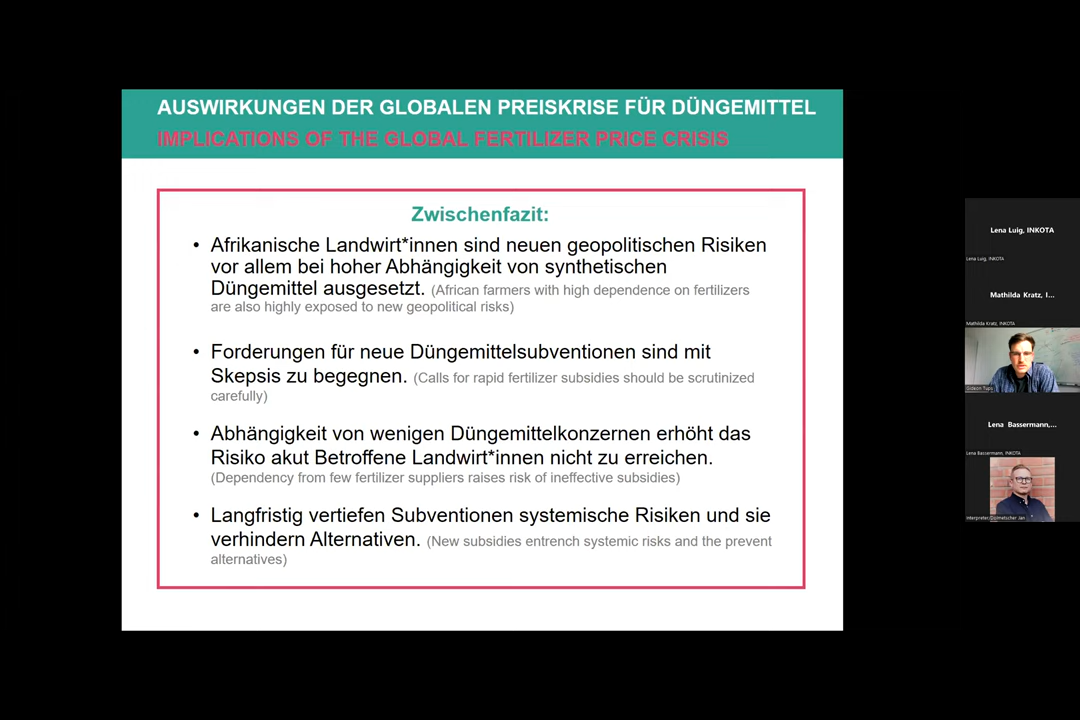 AUSWIRKUNGEN DER GLOBALEN PREISKRISE FÜR DÜNGEMITTEL
IMPLICATIONS OF THE GLOBAL FERTILIZER PRICE CRISIS
Zwischenfazit:
• Afrikanische Landwirt*innen sind neuen geopolitischen Risiken
vor allem bei hoher Abhängigkeit von synthetischen
Düngemittel ausgesetzt. (African farmers with high dependence on fertilizers
are also highly exposed to new geopolitical risks)
• Forderungen für neue Düngemittelsubventionen sind mit
Skepsis zu begegnen. (Calls for rapid fertilizer subsidies should be scrutinized
carefully)
• Abhängigkeit von wenigen Düngemittelkonzernen erhöht das
Risiko akut Betroffene Landwirt*innen nicht zu erreichen.
(Dependency from few fertilizer suppliers raises risk of ineffective subsidies)
• Langfristig vertiefen Subventionen systemische Risiken und sie
verhindern Alternativen. (New subsidies entrench systemic risks and the prevent
alternatives)
Lena Luig, INKOTA
Lena Luig, INKOTA
Mathilda Kratz, I...
Mathilda Kratz, INKOTA
Lena Bassermann,...
Lena Bassermann, INKOTA